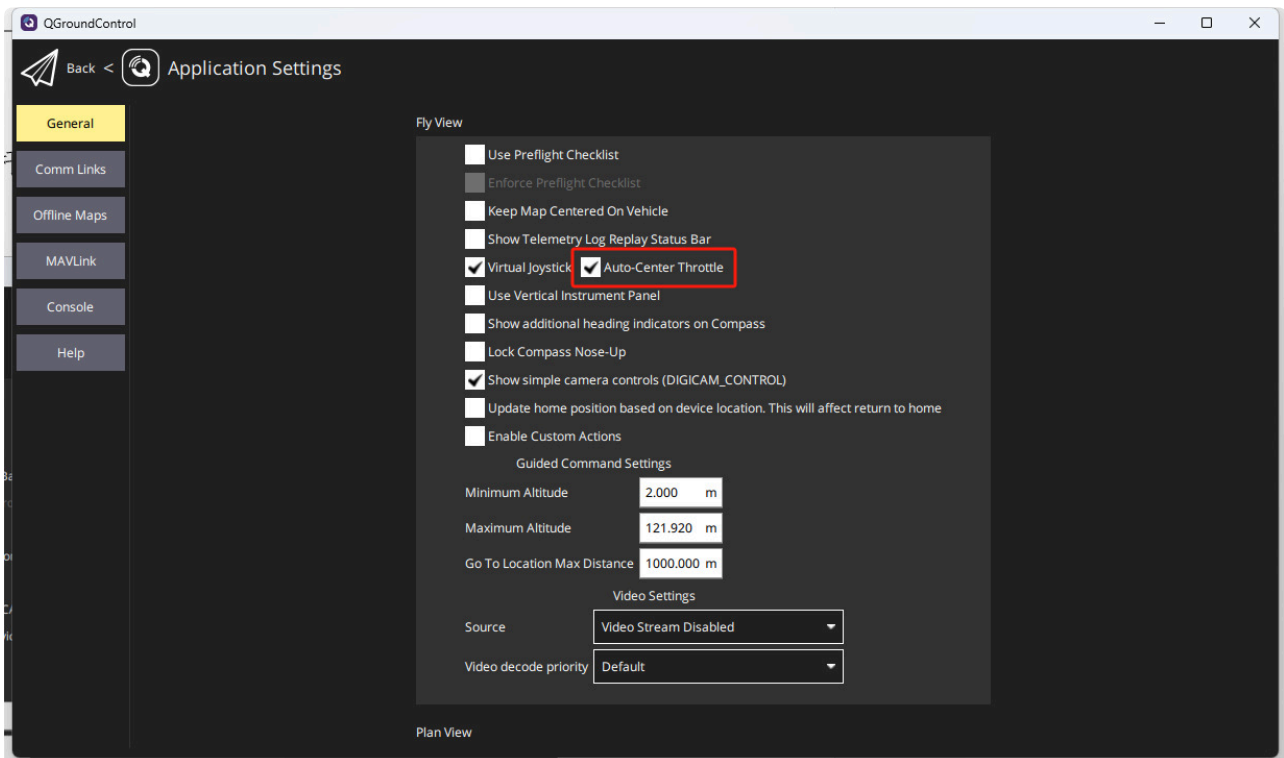 QGroundControl
Back < Application Settings
General
Comm Links
Offline Maps
MAVLink
Console
Help
Fly View
Use Preflight Checklist
Enforce Preflight Checklist
Keep Map Centered On Vehicle
Show Telemetry Log Replay Status Bar
Virtual Joystick Auto-Center Throttle
Use Vertical Instrument Panel
Show additional heading indicators on Compass
Lock Compass Nose-Up
Show simple camera controls (DIGICAM_CONTROL)
Update home position based on device location. This will affect return to home
Enable Custom Actions
Guided Command Settings
Minimum Altitude 2.000 m
Maximum Altitude 121.920 m
Go To Location Max Distance 1000.000 m
Video Settings
Source Video Stream Disabled
Video decode priority Default
Plan View